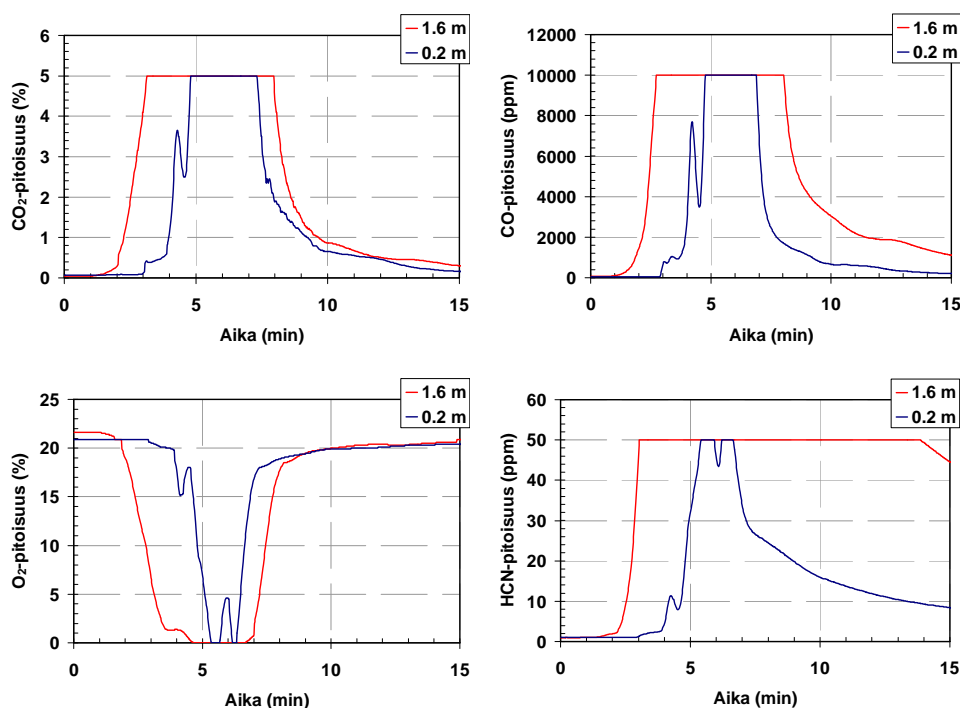 1.6 m
0.2 m
CO₂-pitoisuus (%)
6
5
4
3
2
1
0
0 5 10 15
Aika (min)
1.6 m
0.2 m
CO-pitoisuus (ppm)
12000
10000
8000
6000
4000
2000
0
0 5 10 15
Aika (min)
1.6 m
0.2 m
O₂-pitoisuus (%)
25
20
15
10
5
0
0 5 10 15
Aika (min)
1.6 m
0.2 m
HCN-pitoisuus (ppm)
60
50
40
30
20
10
0
0 5 10 15
Aika (min)